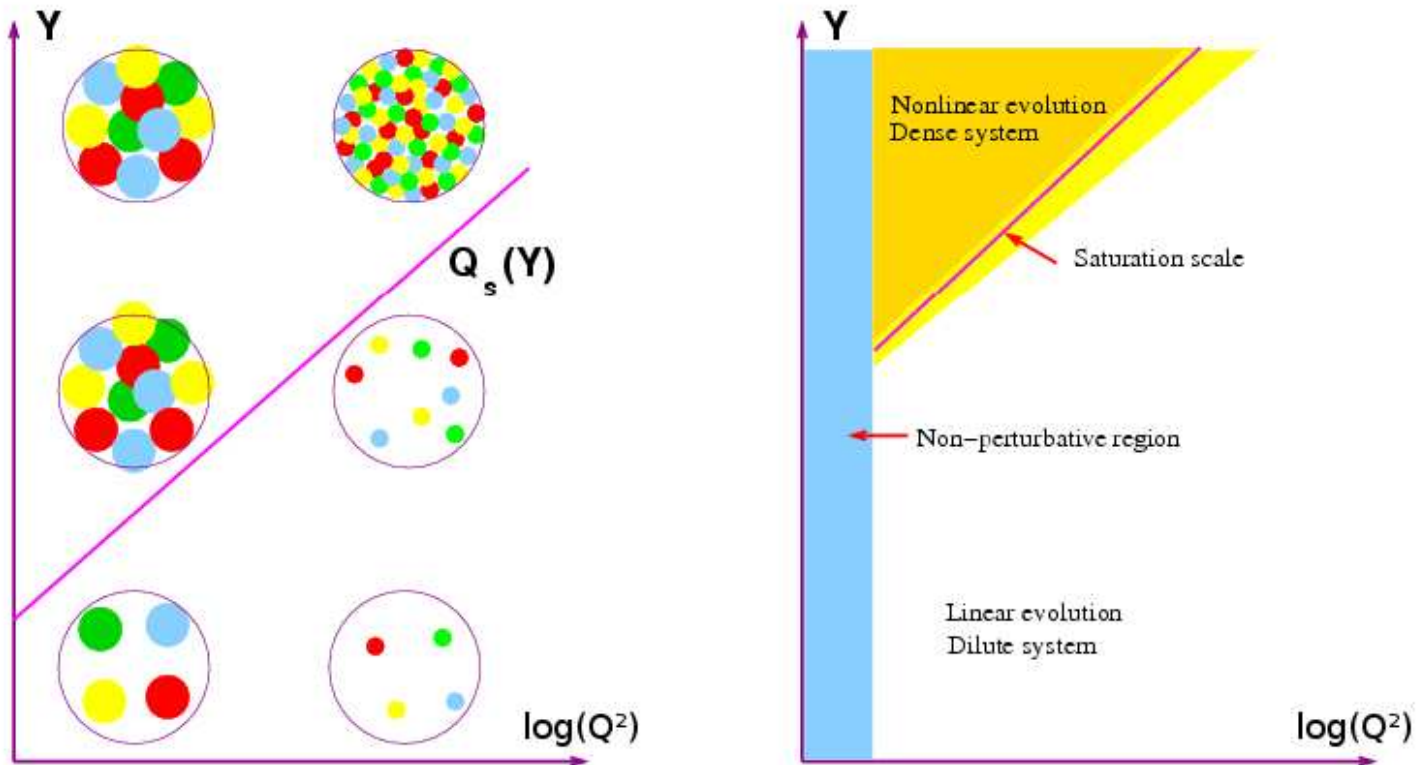 Y
Q_s(Y)
log(Q²)
Y
Nonlinear evolution
Dense system
Saturation scale
Non-perturbative region
Linear evolution
Dilute system
log(Q²)